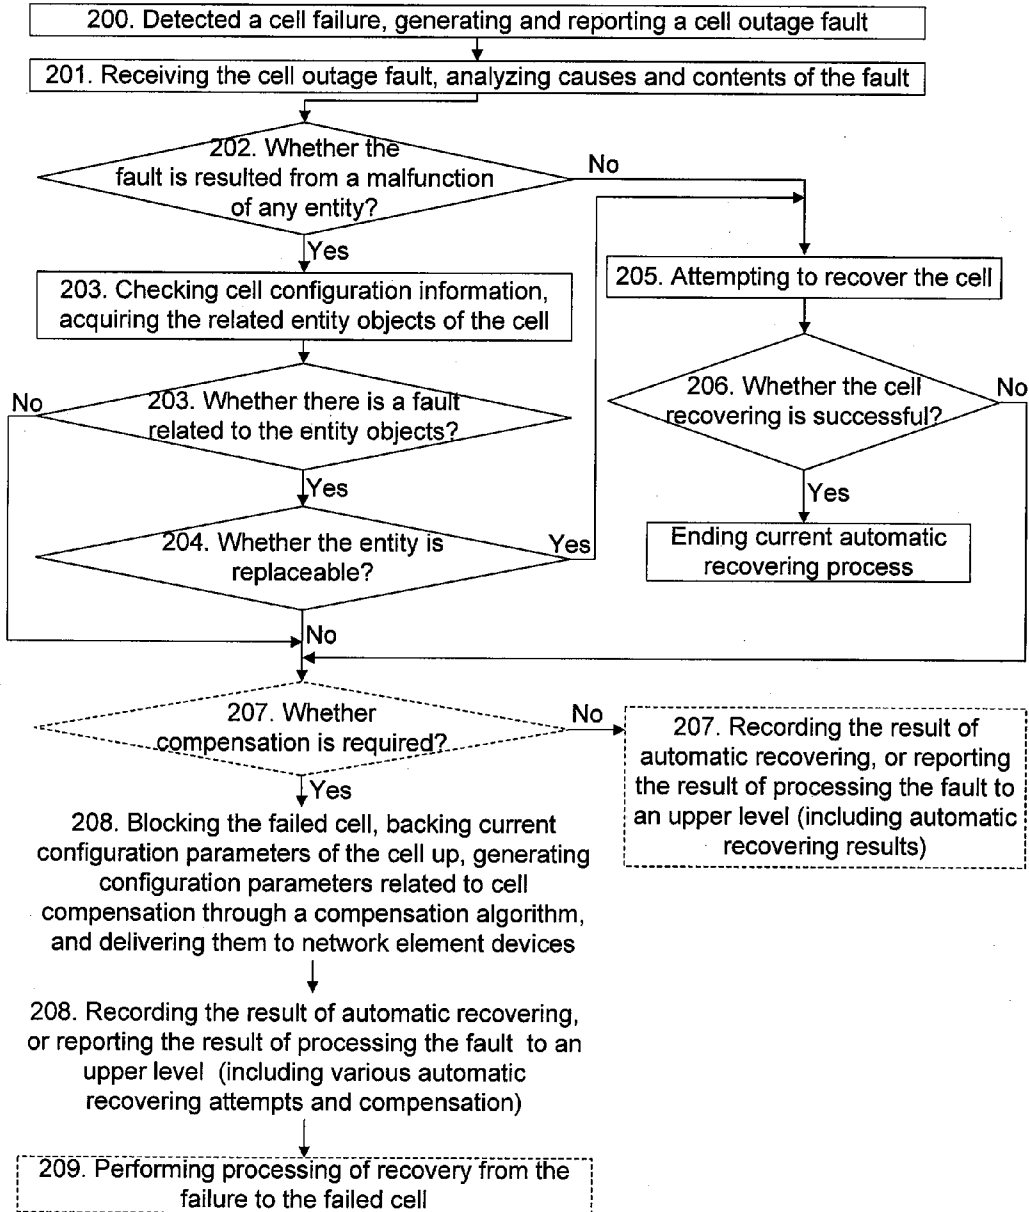 200. Detected a cell failure, generating and reporting a cell outage fault
201. Receiving the cell outage fault, analyzing causes and contents of the fault
202. Whether the
fault is resulted from a malfunction
of any entity?
No
Yes
203. Checking cell configuration information,
acquiring the related entity objects of the cell
205. Attempting to recover the cell
No
203. Whether there is a fault
related to the entity objects?
206. Whether the cell
recovering is successful?
No
Yes
Yes
204. Whether the entity is
replaceable?
Yes
Ending current automatic
recovering process
No
207. Whether
compensation is required?
No
207. Recording the result of
automatic recovering, or reporting
the result of processing the fault to
an upper level (including automatic
recovering results)
Yes
208. Blocking the failed cell, backing current
configuration parameters of the cell up, generating
configuration parameters related to cell
compensation through a compensation algorithm,
and delivering them to network element devices
208. Recording the result of automatic recovering,
or reporting the result of processing the fault to an
upper level (including various automatic
recovering attempts and compensation)
209. Performing processing of recovery from the
failure to the failed cell